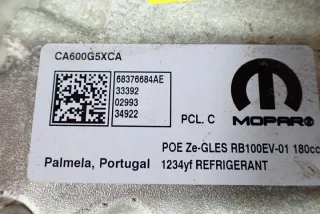 CA600G5XCA
68376684AE
33392
02993
34922
PCL. C
MOPAR®
POE Ze-GLES RB100EV-01 180cc
Palmela, Portugal 1234yf REFRIGERANT